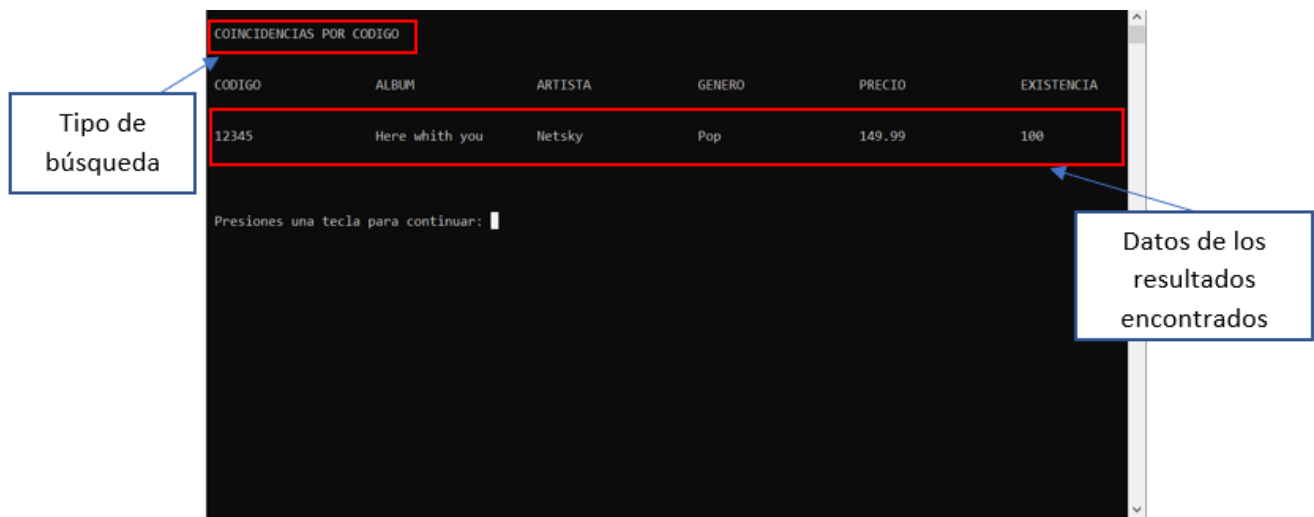 COINCIDENCIAS POR CODIGO
CODIGO ALBUM ARTISTA GENERO PRECIO EXISTENCIA
12345 Here whith you Netsky Pop 149.99 100
Presiones una tecla para continuar:
Tipo de
búsqueda
Datos de los
resultados
encontrados